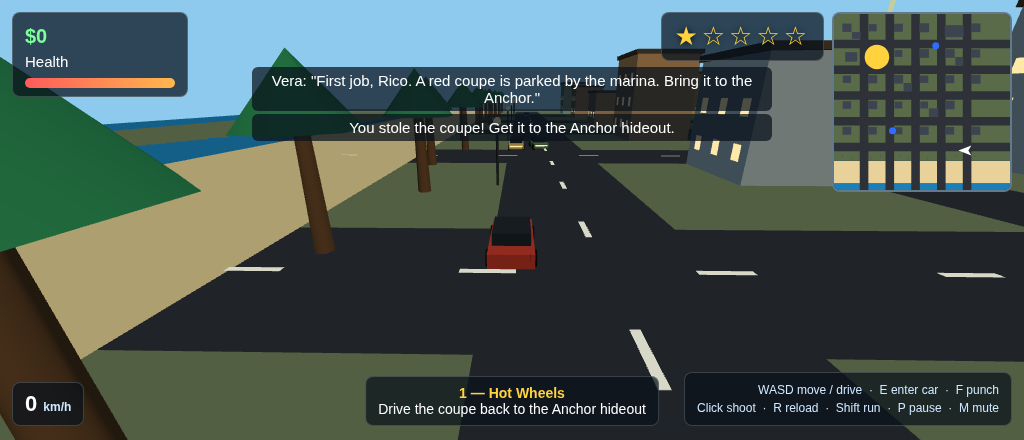 $0
Health
Vera: "First job, Rico. A red coupe is parked by the marina. Bring it to the
Anchor."
You stole the coupe! Get it to the Anchor hideout.
★☆☆☆☆
0 km/h
1 — Hot Wheels
Drive the coupe back to the Anchor hideout
WASD move / drive · E enter car · F punch
Click shoot · R reload · Shift run · P pause · M mute